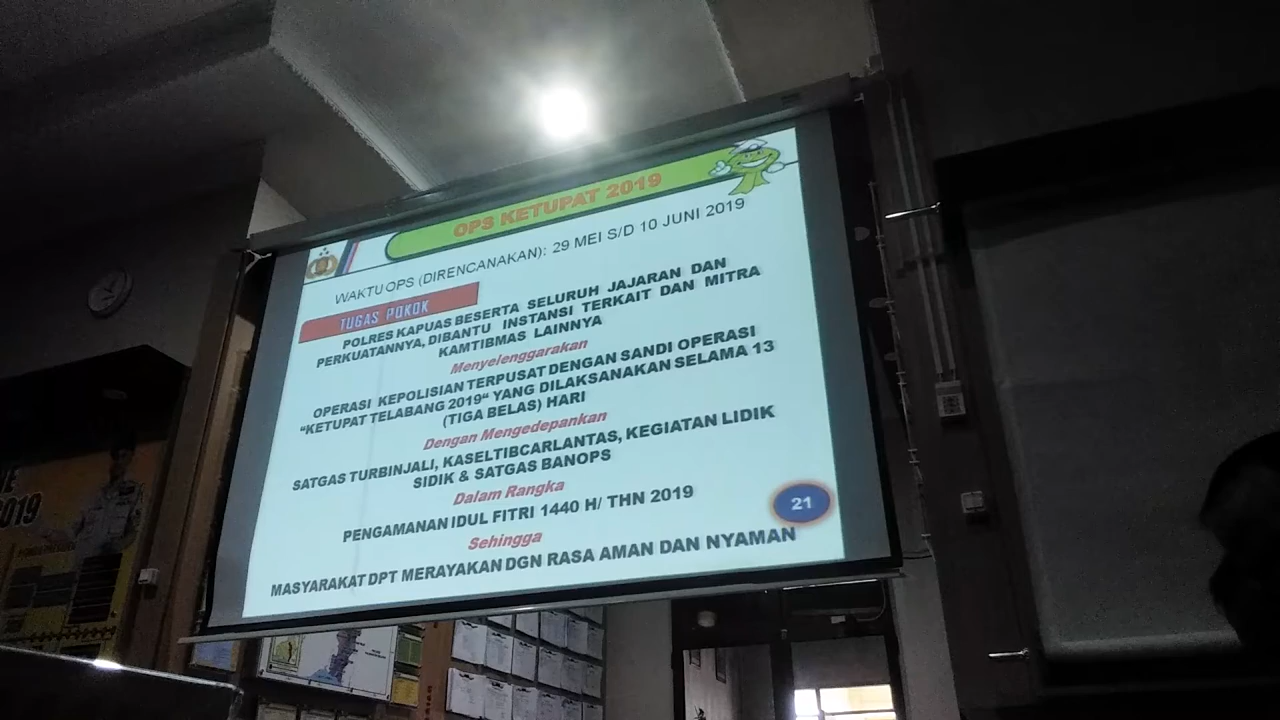 OPS KETUPAT 2019
WAKTU OPS (DIRENCANAKAN): 29 MEI S/D 10 JUNI 2019
TUGAS POKOK
POLRES KAPUAS BESERTA SELURUH JAJARAN DAN
PERKUATANNYA, DIBANTU INSTANSI TERKAIT DAN MITRA
KAMTIBMAS LAINNYA
Menyelenggarakan
OPERASI KEPOLISIAN TERPUSAT DENGAN SANDI OPERASI
"KETUPAT TELABANG 2019" YANG DILAKSANAKAN SELAMA 13
(TIGA BELAS) HARI
Dengan Mengedepankan
SATGAS TURBINJALI, KASELTIBCARLANTAS, KEGIATAN LIDIK
SIDIK & SATGAS BANOPS
Dalam Rangka
PENGAMANAN IDUL FITRI 1440 H/ THN 2019
21
Sehingga
MASYARAKAT DPT MERAYAKAN DGN RASA AMAN DAN NYAMAN
2019